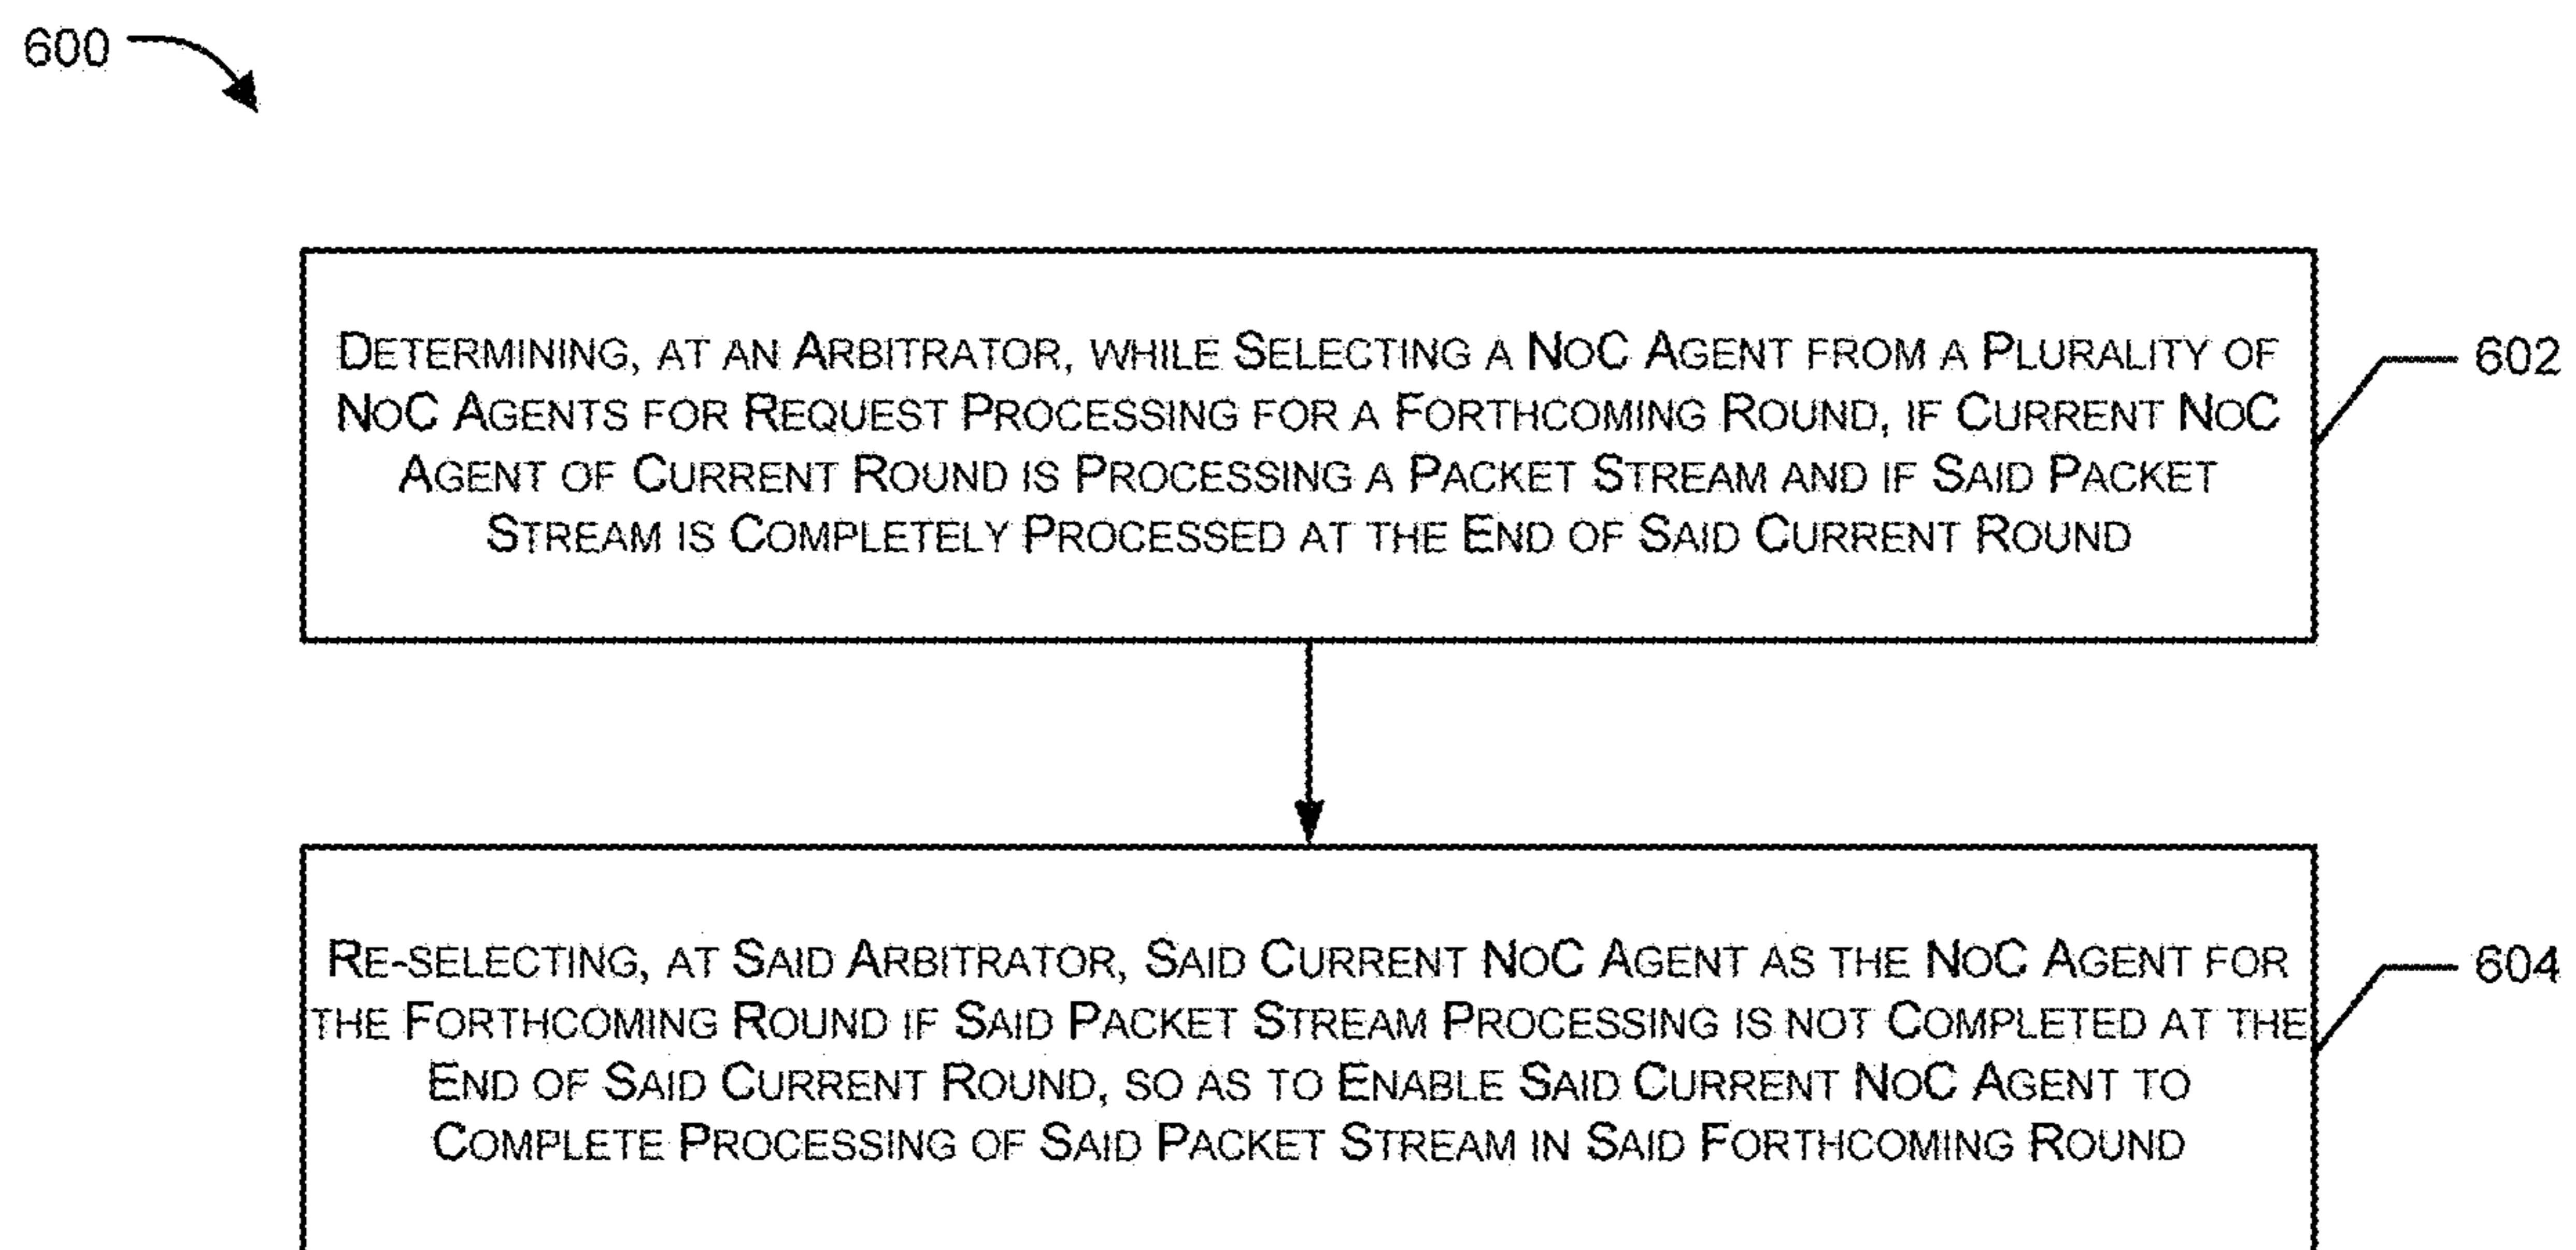 600
DETERMINING, AT AN ARBITRATOR, WHILE SELECTING A NOC AGENT FROM A PLURALITY OF
NOC AGENTS FOR REQUEST PROCESSING FOR A FORTHCOMING ROUND, IF CURRENT NOC
AGENT OF CURRENT ROUND IS PROCESSING A PACKET STREAM AND IF SAID PACKET
STREAM IS COMPLETELY PROCESSED AT THE END OF SAID CURRENT ROUND
602
RE-SELECTING, AT SAID ARBITRATOR, SAID CURRENT NOC AGENT AS THE NOC AGENT FOR
THE FORTHCOMING ROUND IF SAID PACKET STREAM PROCESSING IS NOT COMPLETED AT THE
END OF SAID CURRENT ROUND, SO AS TO ENABLE SAID CURRENT NOC AGENT TO
COMPLETE PROCESSING OF SAID PACKET STREAM IN SAID FORTHCOMING ROUND
604